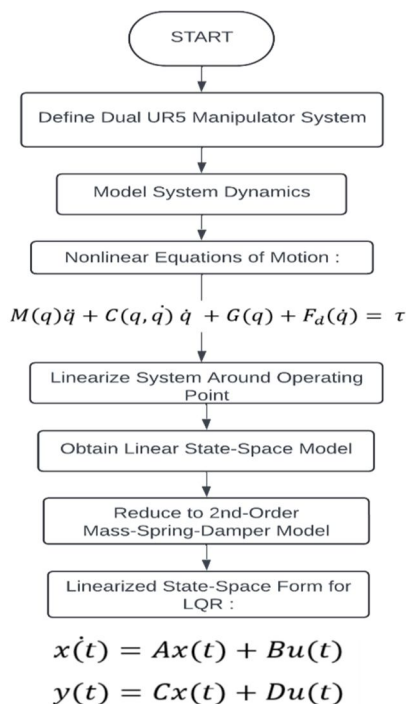 START
Define Dual UR5 Manipulator System
Model System Dynamics
Nonlinear Equations of Motion :
M(q)q̈ + C(q,q̇) q̇ + G(q) + F_d(q̇) = τ
Linearize System Around Operating
Point
Obtain Linear State-Space Model
Reduce to 2nd-Order
Mass-Spring-Damper Model
Linearized State-Space Form for
LQR :
ẋ(t) = Ax(t) + Bu(t)
y(t) = Cx(t) + Du(t)